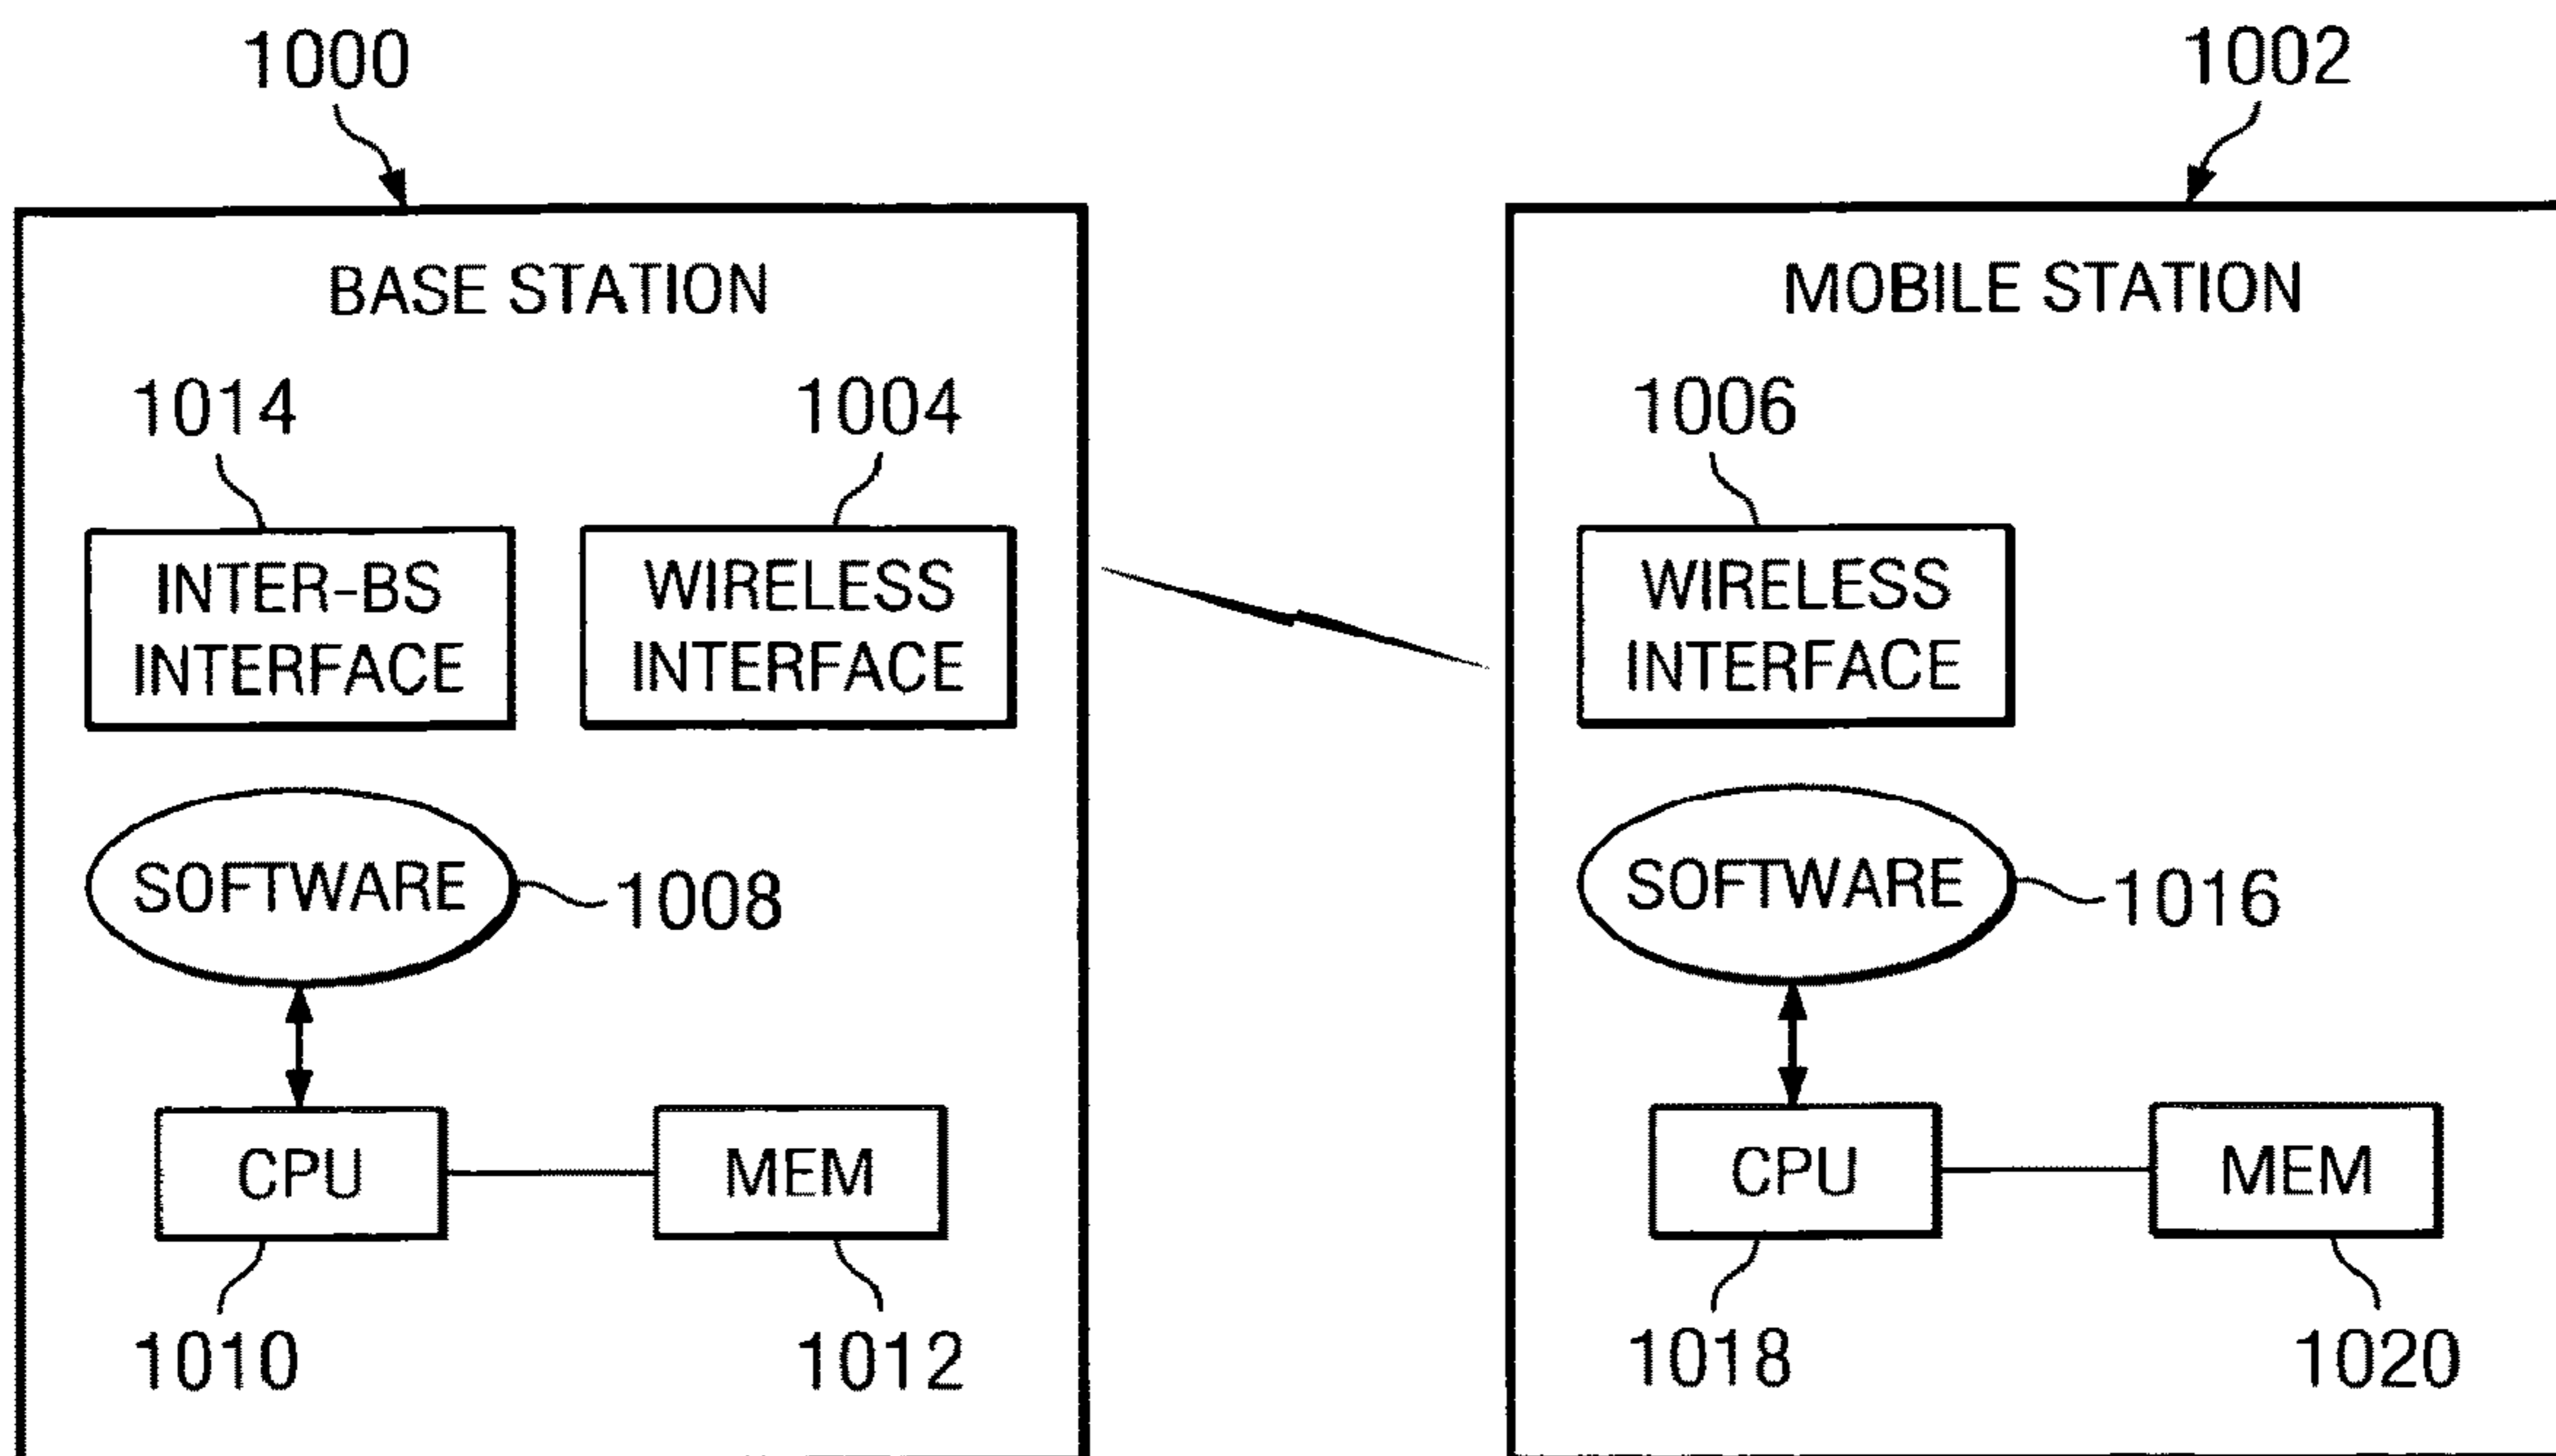 1000
1002
BASE STATION
MOBILE STATION
1014
1004
1006
INTER-BS
INTERFACE
WIRELESS
INTERFACE
WIRELESS
INTERFACE
SOFTWARE
1008
SOFTWARE
1016
CPU
MEM
CPU
MEM
1010
1012
1018
1020